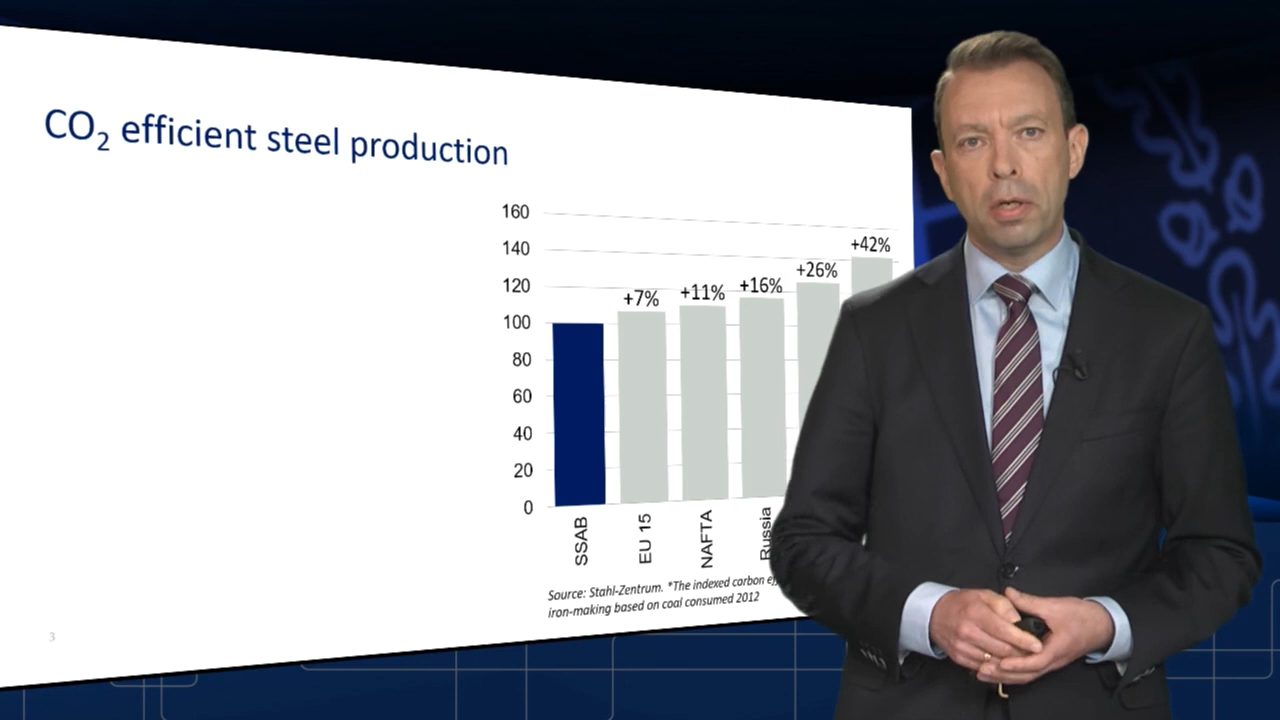 CO₂ efficient steel production
160
140
120
100
80
60
40
20
0
+7%
+11%
+16%
+26%
+42%
SSAB
EU 15
NAFTA
Russia
Source: Stahl-Zentrum. *The indexed carbon
iron-making based on coal consumed 2012
3